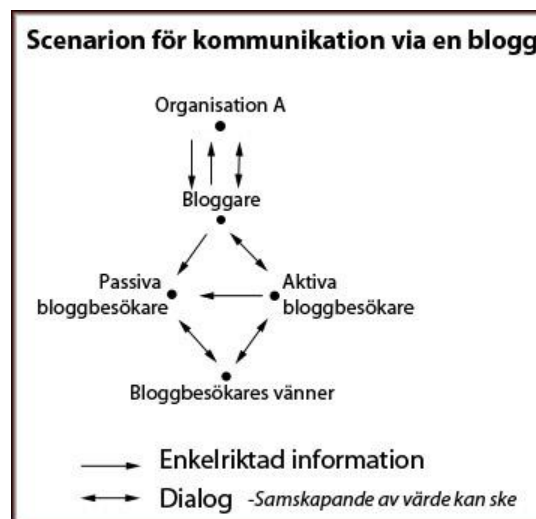 Scenarion för kommunikation via en blogg
Organisation A
Bloggare
Passiva
bloggbesökare
Aktiva
bloggbesökare
Bloggbesökares vänner
Enkelriktad information
Dialog -Samskapande av värde kan ske